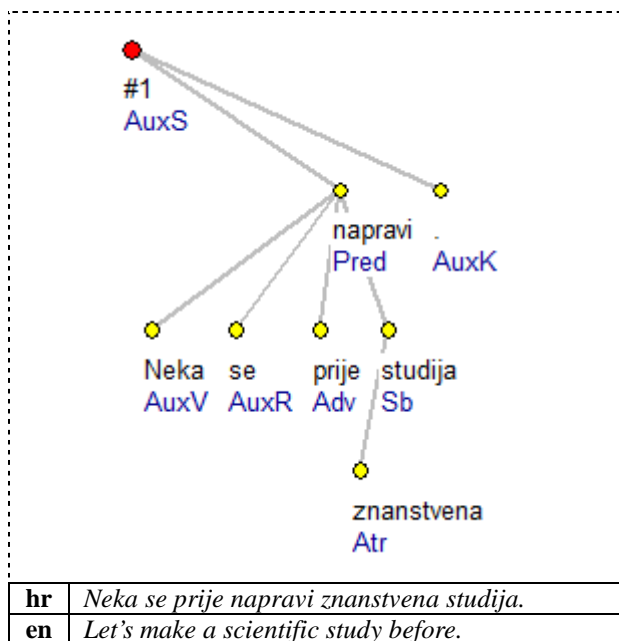 #1
AuxS
napravi .
Pred AuxK
Neka se prije studija
AuxV AuxR Adv Sb
znanstvena
Atr
hr Neka se prije napravi znanstvena studija.
en Let's make a scientific study before.